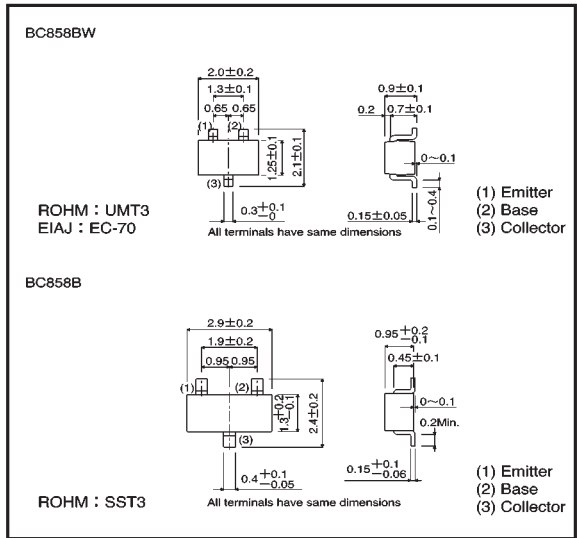 BC858BW
2.0±0.2
1.3±0.1
0.65 0.65
(1) (2)
(3)
1.25±0.1
2.1±0.1
0.3+0.1 −0
0.9±0.1
0.2 0.7±0.1
0~0.1
0.1~0.4
0.15±0.05
All terminals have same dimensions
ROHM : UMT3
EIAJ : EC-70
(1) Emitter
(2) Base
(3) Collector
BC858B
2.9±0.2
1.9±0.2
0.95 0.95
(1) (2)
(3)
1.3+0.2 −0.1
2.4±0.2
0.4+0.1 −0.05
0.95+0.2 −0.1
0.45±0.1
0~0.1
0.2Min.
0.15+0.1 −0.06
All terminals have same dimensions
ROHM : SST3
(1) Emitter
(2) Base
(3) Collector